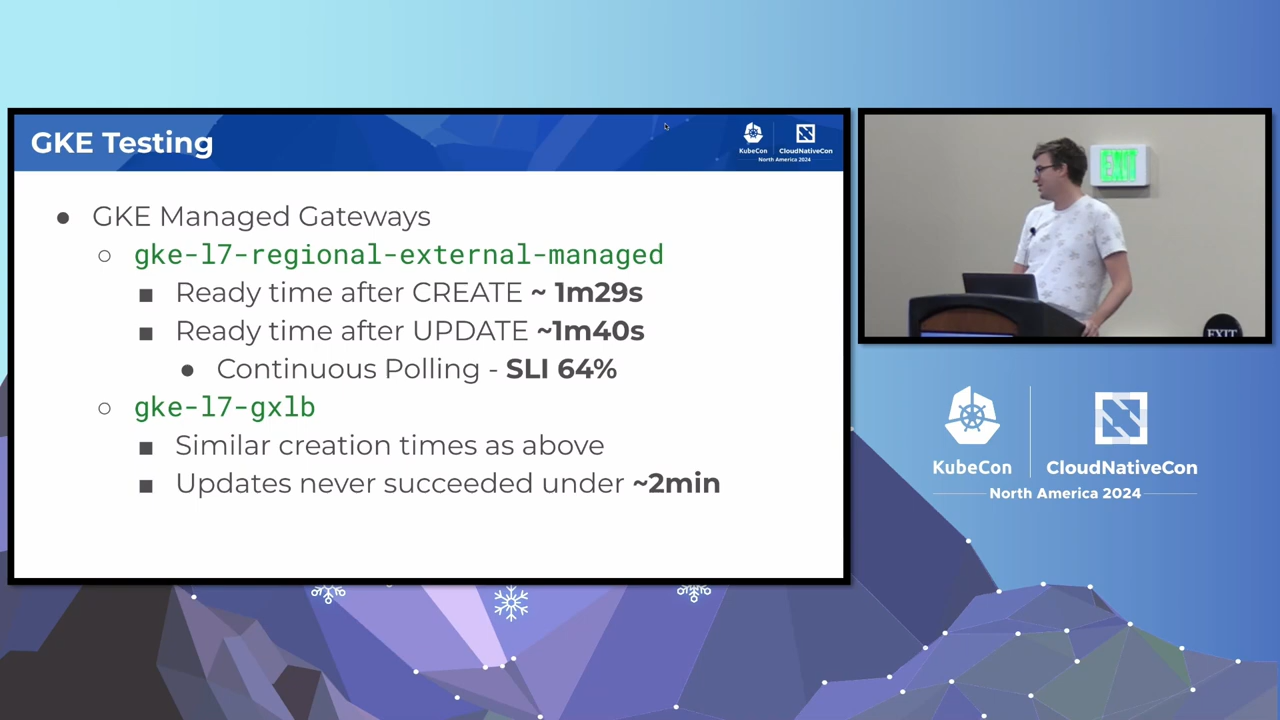 GKE Testing
KubeCon
CloudNativeCon
North America 2024
● GKE Managed Gateways
○ gke-l7-regional-external-managed
■ Ready time after CREATE ~ 1m29s
■ Ready time after UPDATE ~1m40s
● Continuous Polling - SLI 64%
○ gke-l7-gxlb
■ Similar creation times as above
■ Updates never succeeded under ~2min
EXIT
EXIT
KubeCon
CloudNativeCon
North America 2024